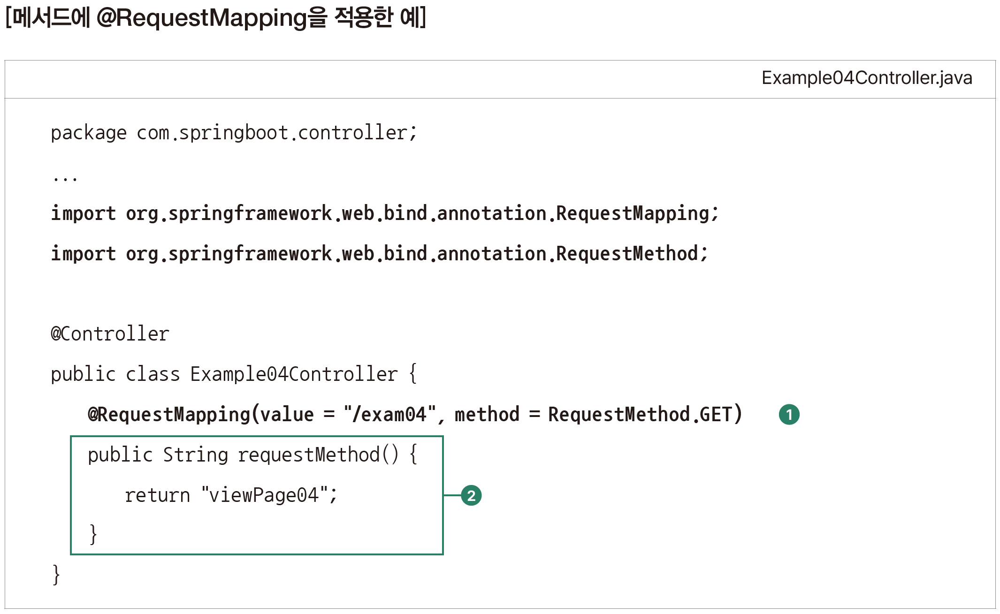 [메서드에 @RequestMapping을 적용한 예]
Example04Controller.java
package com.springboot.controller;
...
import org.springframework.web.bind.annotation.RequestMapping;
import org.springframework.web.bind.annotation.RequestMethod;
@Controller
public class Example04Controller {
@RequestMapping(value = "/exam04", method = RequestMethod.GET) 1
public String requestMethod() {
return "viewPage04"; 2
}
}